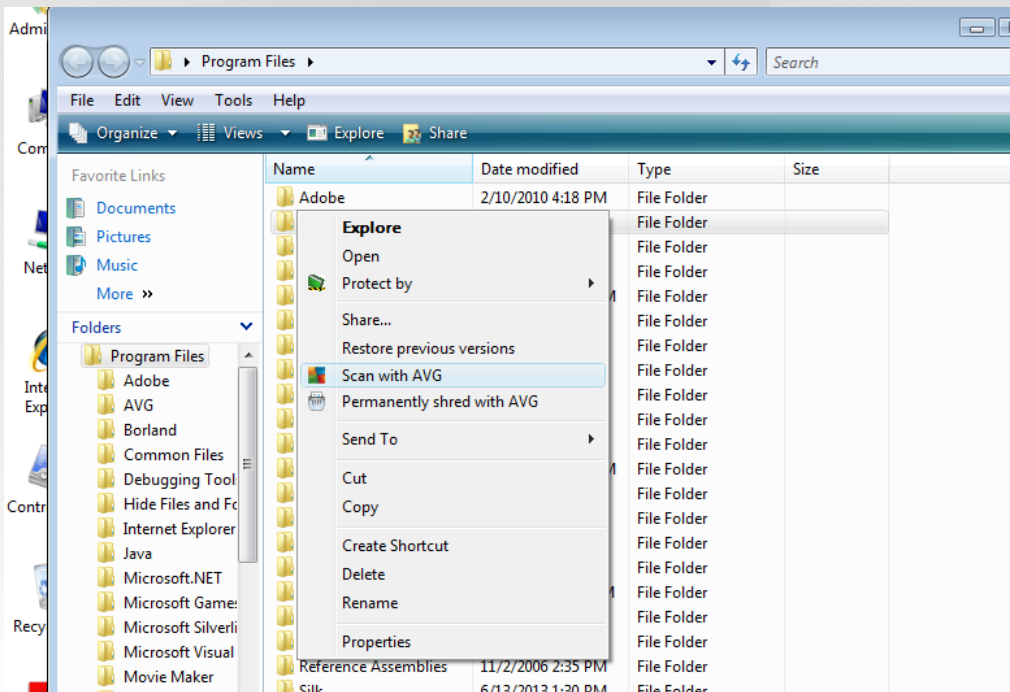 Admi
Program Files
Search
File Edit View Tools Help
Organize Views Explore Share
Com
Favorite Links
Documents
Pictures
Music
More »
Net
Folders
Program Files
Adobe
AVG
Borland
Common Files
Debugging Tool
Hide Files and Fo
Internet Explorer
Java
Microsoft.NET
Microsoft Games
Microsoft Silverli
Microsoft Visual
Movie Maker
Inte
Exp
Contr
Recy
Name Date modified Type Size
Adobe 2/10/2010 4:18 PM File Folder
File Folder
File Folder
File Folder
M File Folder
File Folder
File Folder
File Folder
File Folder
File Folder
File Folder
M File Folder
File Folder
File Folder
File Folder
File Folder
M File Folder
File Folder
File Folder
Reference Assemblies 11/2/2006 2:35 PM File Folder
Silk 6/13/2013 1:30 PM File Folder
Explore
Open
Protect by
Share...
Restore previous versions
Scan with AVG
Permanently shred with AVG
Send To
Cut
Copy
Create Shortcut
Delete
Rename
Properties